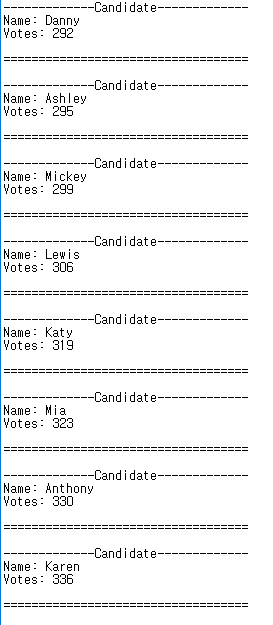 -------------Candidate-------------
Name: Danny
Votes: 292
===================================
-------------Candidate-------------
Name: Ashley
Votes: 295
===================================
-------------Candidate-------------
Name: Mickey
Votes: 299
===================================
-------------Candidate-------------
Name: Lewis
Votes: 306
===================================
-------------Candidate-------------
Name: Katy
Votes: 319
===================================
-------------Candidate-------------
Name: Mia
Votes: 323
===================================
-------------Candidate-------------
Name: Anthony
Votes: 330
===================================
-------------Candidate-------------
Name: Karen
Votes: 336
===================================